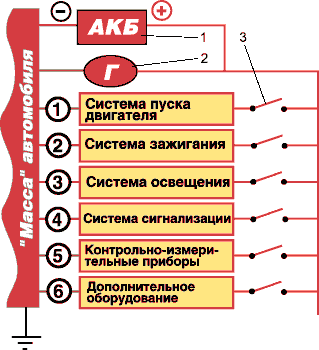 − АКБ +
1
Г 2
3
"Масса" автомобиля
1 Система пуска
двигателя
2 Система зажигания
3 Система освещения
4 Система сигнализации
5 Контрольно-измери-
тельные приборы
6 Дополнительное
оборудование